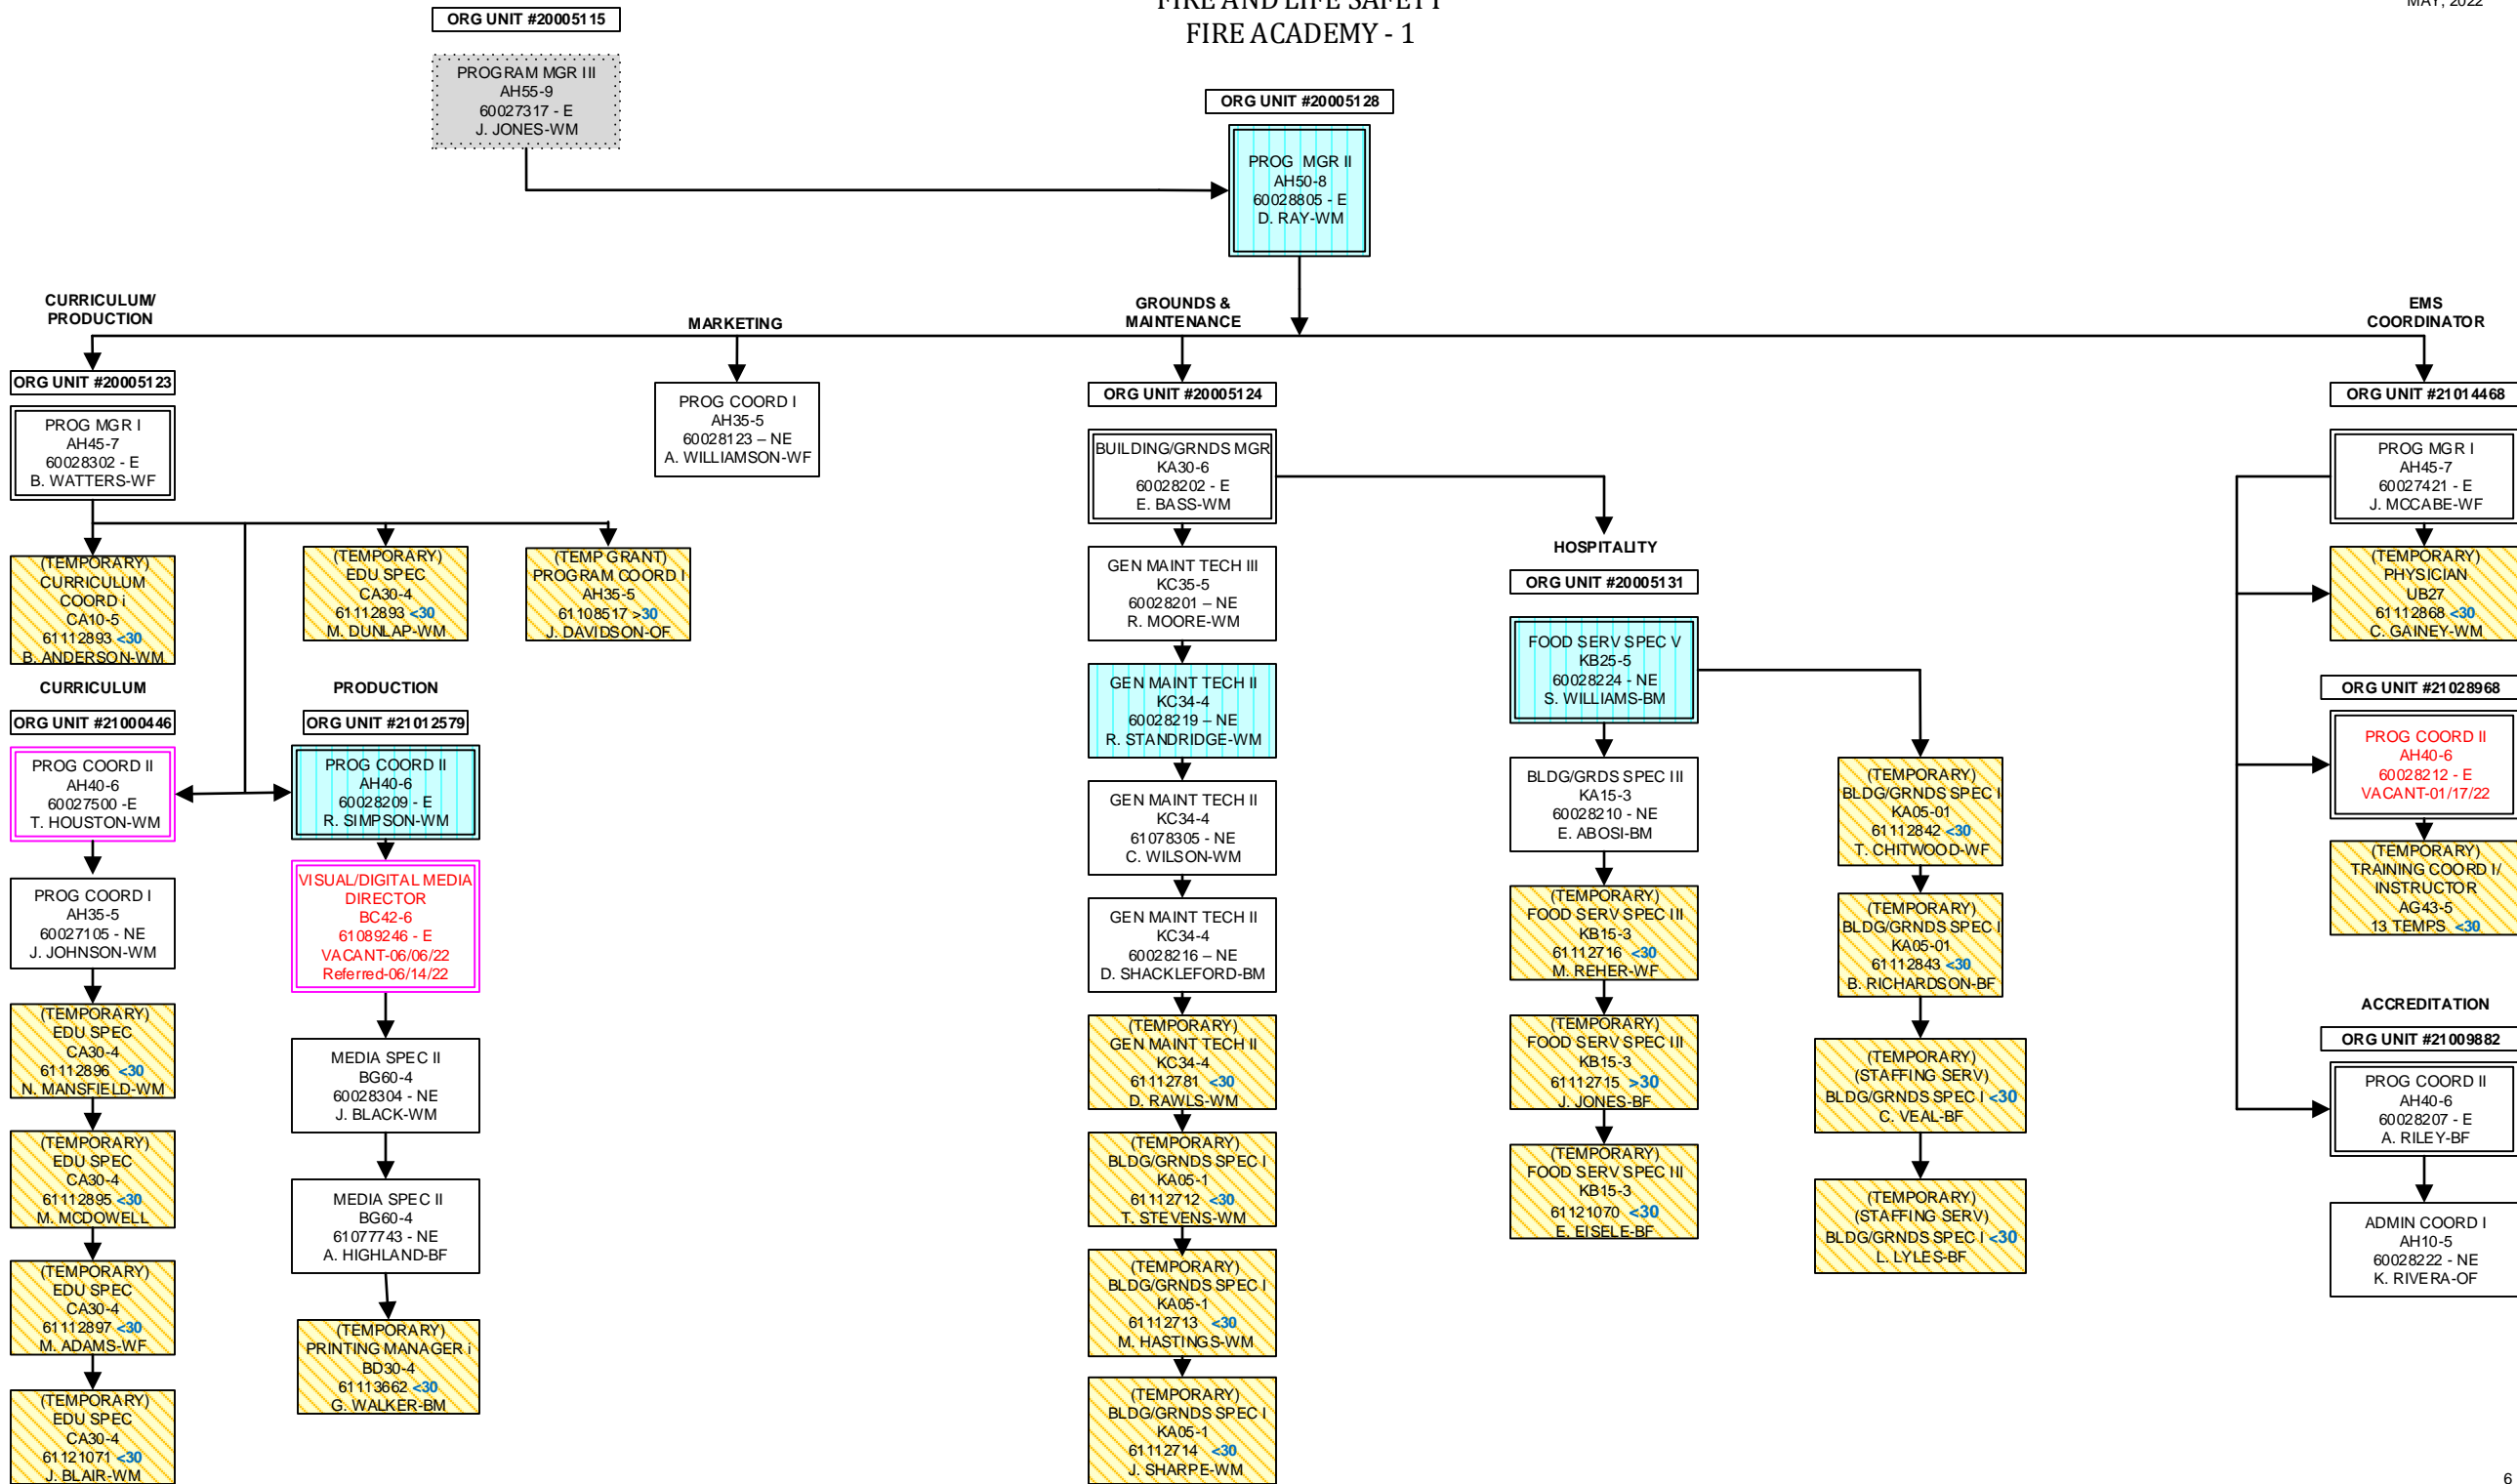 FIRE AND LIFE SAFETY
FIRE ACADEMY - 1
MAY, 2022
ORG UNIT #20005115
PROGRAM MGR III
AH55-9
60027317 - E
J. JONES-WM
ORG UNIT #20005128
PROG MGR II
AH50-8
60028805 - E
D. RAY-WM
CURRICULUM/
PRODUCTION
MARKETING
GROUNDS &
MAINTENANCE
EMS
COORDINATOR
ORG UNIT #20005123
PROG MGR I
AH45-7
60028302 - E
B. WATTERS-WF
(TEMPORARY)
CURRICULUM
COORD i
CA10-5
61112893 <30
B. ANDERSON-WM
(TEMPORARY)
EDU SPEC
CA30-4
61112893 <30
M. DUNLAP-WM
(TEMP GRANT)
PROGRAM COORD I
AH35-5
61108517 >30
J. DAVIDSON-OF
CURRICULUM
ORG UNIT #21000446
PROG COORD II
AH40-6
60027500 -E
T. HOUSTON-WM
PROG COORD I
AH35-5
60027105 - NE
J. JOHNSON-WM
(TEMPORARY)
EDU SPEC
CA30-4
61112896 <30
N. MANSFIELD-WM
(TEMPORARY)
EDU SPEC
CA30-4
61112895 <30
M. MCDOWELL
(TEMPORARY)
EDU SPEC
CA30-4
61112897 <30
M. ADAMS-WF
(TEMPORARY)
EDU SPEC
CA30-4
61121071 <30
J. BLAIR-WM
PRODUCTION
ORG UNIT #21012579
PROG COORD II
AH40-6
60028209 - E
R. SIMPSON-WM
VISUAL/DIGITAL MEDIA
DIRECTOR
BC42-6
61089246 - E
VACANT-06/06/22
Referred-06/14/22
MEDIA SPEC II
BG60-4
60028304 - NE
J. BLACK-WM
MEDIA SPEC II
BG60-4
61077743 - NE
A. HIGHLAND-BF
(TEMPORARY)
PRINTING MANAGER i
BD30-4
61113662 <30
G. WALKER-BM
PROG COORD I
AH35-5
60028123 – NE
A. WILLIAMSON-WF
ORG UNIT #20005124
BUILDING/GRNDS MGR
KA30-6
60028202 - E
E. BASS-WM
GEN MAINT TECH III
KC35-5
60028201 – NE
R. MOORE-WM
GEN MAINT TECH II
KC34-4
60028219 – NE
R. STANDRIDGE-WM
GEN MAINT TECH II
KC34-4
61078305 - NE
C. WILSON-WM
GEN MAINT TECH II
KC34-4
60028216 – NE
D. SHACKLEFORD-BM
(TEMPORARY)
GEN MAINT TECH II
KC34-4
61112781 <30
D. RAWLS-WM
(TEMPORARY)
BLDG/GRNDS SPEC I
KA05-1
61112712 <30
T. STEVENS-WM
(TEMPORARY)
BLDG/GRNDS SPEC I
KA05-1
61112713 <30
M. HASTINGS-WM
(TEMPORARY)
BLDG/GRNDS SPEC I
KA05-1
61112714 <30
J. SHARPE-WM
HOSPITALITY
ORG UNIT #20005131
FOOD SERV SPEC V
KB25-5
60028224 - NE
S. WILLIAMS-BM
BLDG/GRDS SPEC III
KA15-3
60028210 - NE
E. ABOSI-BM
(TEMPORARY)
FOOD SERV SPEC III
KB15-3
61112716 <30
M. REHER-WF
(TEMPORARY)
FOOD SERV SPEC III
KB15-3
61112715 >30
J. JONES-BF
(TEMPORARY)
FOOD SERV SPEC III
KB15-3
61121070 <30
E. EISELE-BF
(TEMPORARY)
BLDG/GRNDS SPEC I
KA05-01
61112842 <30
T. CHITWOOD-WF
(TEMPORARY)
BLDG/GRNDS SPEC I
KA05-01
61112843 <30
B. RICHARDSON-BF
(TEMPORARY)
(STAFFING SERV)
BLDG/GRNDS SPEC I <30
C. VEAL-BF
(TEMPORARY)
(STAFFING SERV)
BLDG/GRNDS SPEC I <30
L. LYLES-BF
ORG UNIT #21014468
PROG MGR I
AH45-7
60027421 - E
J. MCCABE-WF
(TEMPORARY)
PHYSICIAN
UB27
61112868 <30
C. GAINEY-WM
ORG UNIT #21028968
PROG COORD II
AH40-6
60028212 - E
VACANT-01/17/22
(TEMPORARY)
TRAINING COORD I/
INSTRUCTOR
AG43-5
13 TEMPS <30
ACCREDITATION
ORG UNIT #21009882
PROG COORD II
AH40-6
60028207 - E
A. RILEY-BF
ADMIN COORD I
AH10-5
60028222 - NE
K. RIVERA-OF
6